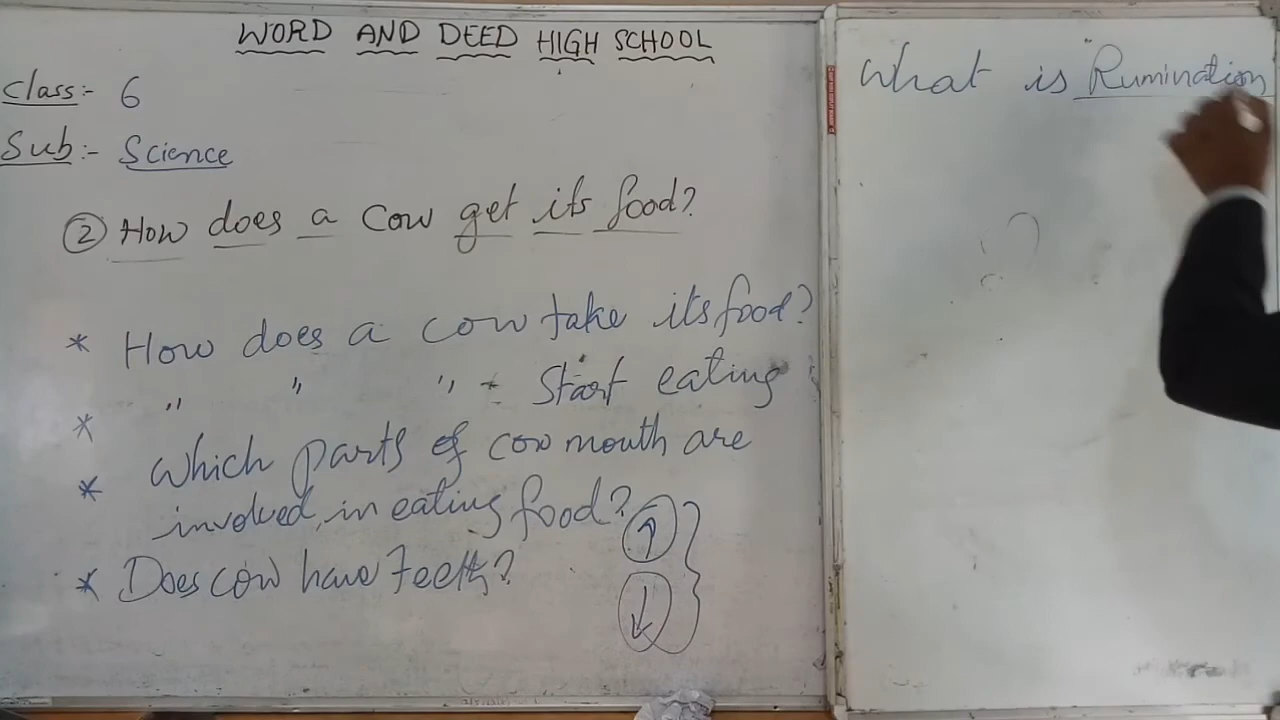 WORD AND DEED HIGH SCHOOL
Class:- 6
Sub:- Science
② How does a cow get its food?
* How does a cow take its food?
* " " " Start eating
* Which parts of cow mouth are
involved in eating food?
* Does cow have Teeth?
What is Rumination